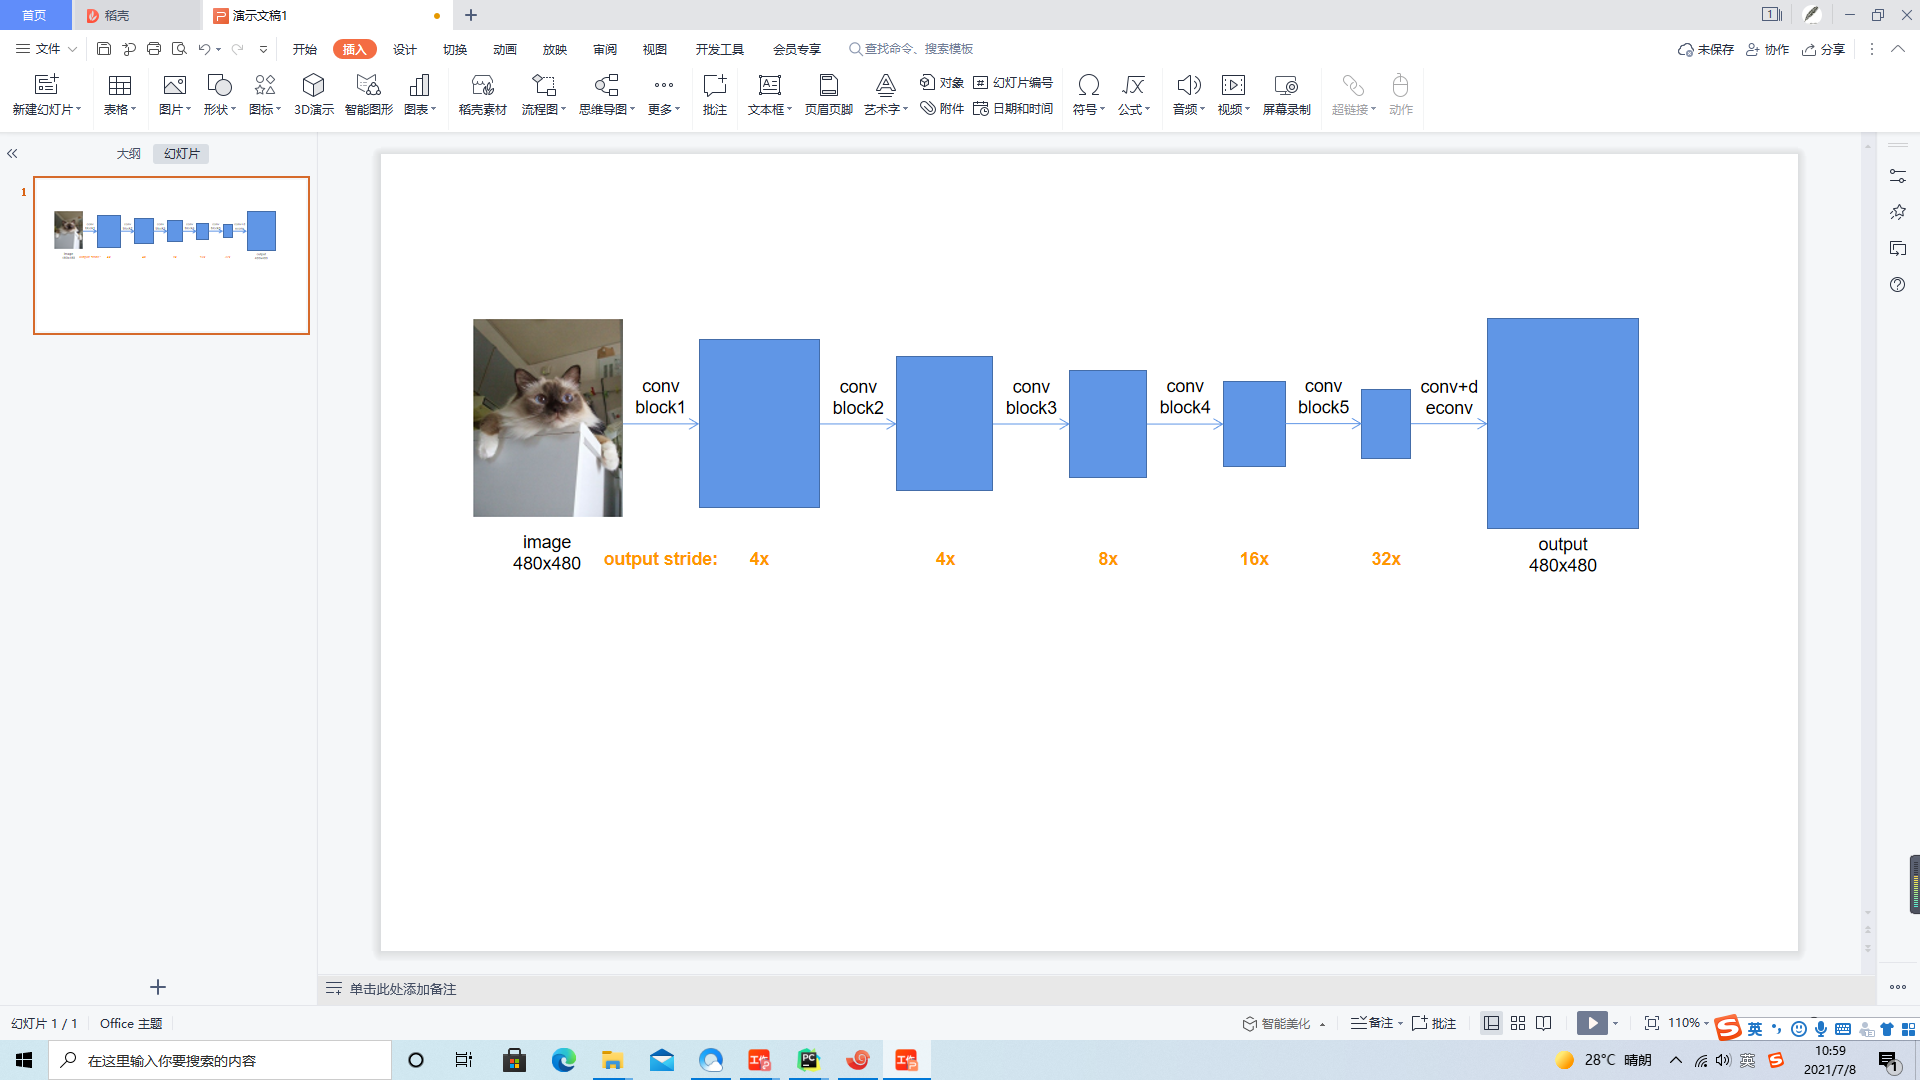 首页
稻壳
演示文稿1
文件
开始
插入
设计
切换
动画
放映
审阅
视图
开发工具
会员专享
查找命令、搜索模板
未保存
协作
分享
新建幻灯片
表格
图片
形状
图标
3D演示
智能图形
图表
稻壳素材
流程图
思维导图
更多
批注
文本框
页眉页脚
艺术字
对象
附件
幻灯片编号
日期和时间
符号
公式
音频
视频
屏幕录制
超链接
动作
大纲
幻灯片
1
conv
block1
conv
block2
conv
block3
conv
block4
conv
block5
conv+d
econv
image
480x480
output stride:
4x
4x
8x
16x
32x
output
480x480
单击此处添加备注
幻灯片 1 / 1
Office 主题
智能美化
备注
批注
110%
英
在这里输入你要搜索的内容
28°C 晴朗
英
10:59
2021/7/8
1